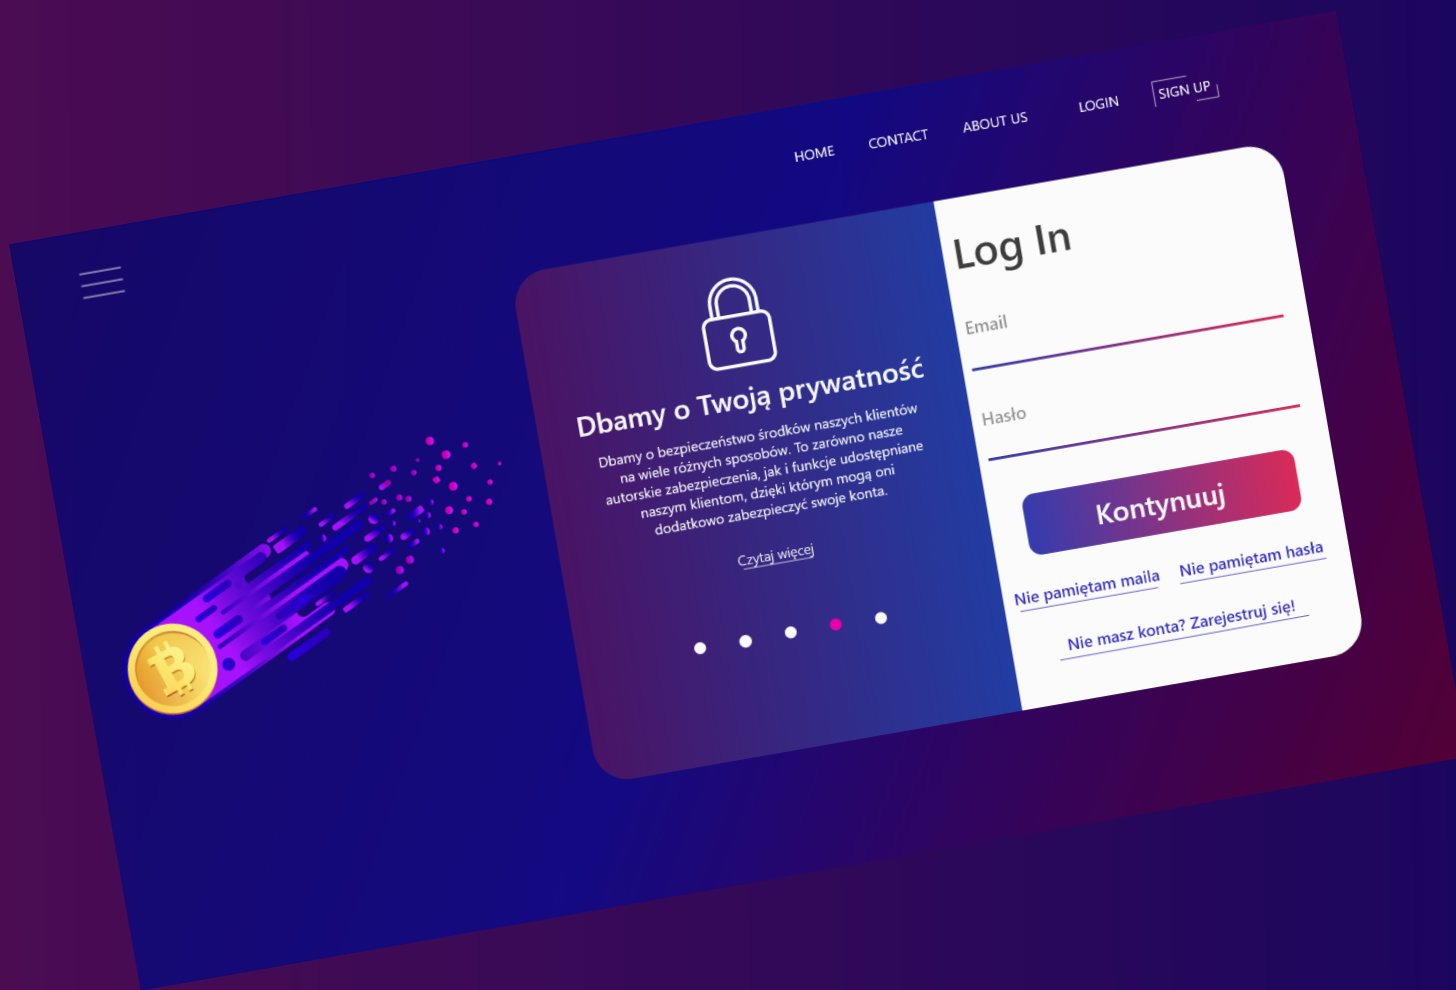 HOME CONTACT ABOUT US LOGIN SIGN UP
Dbamy o Twoją prywatność
Dbamy o bezpieczeństwo środków naszych klientów
na wiele różnych sposobów. To zarówno nasze
autorskie zabezpieczenia, jak i funkcje udostępniane
naszym klientom, dzięki którym mogą oni
dodatkowo zabezpieczyć swoje konta.
Czytaj więcej
Log In
Email
Hasło
Kontynuuj
Nie pamiętam maila Nie pamiętam hasła
Nie masz konta? Zarejestruj się!